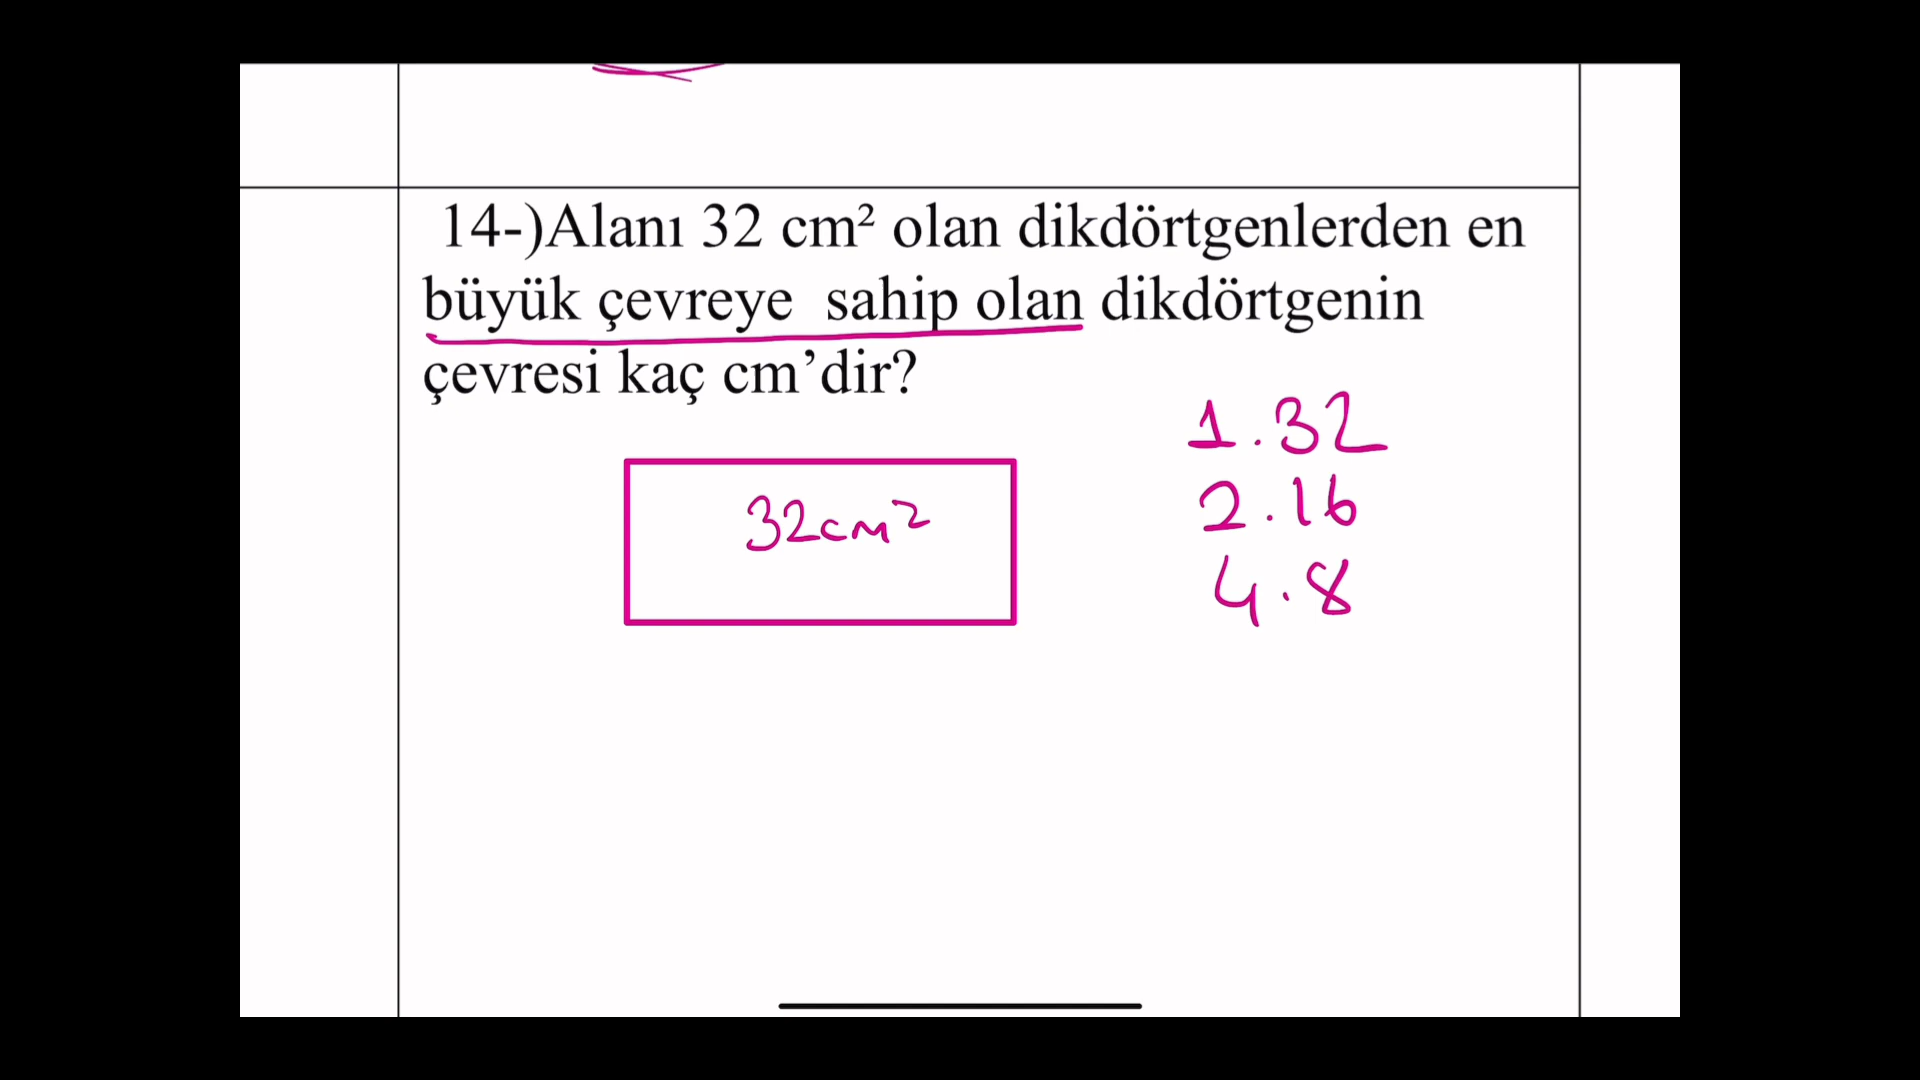 14-)Alanı 32 cm² olan dikdörtgenlerden en
büyük çevreye sahip olan dikdörtgenin
çevresi kaç cm’dir?
1.32
32cm²
2.16
4.8